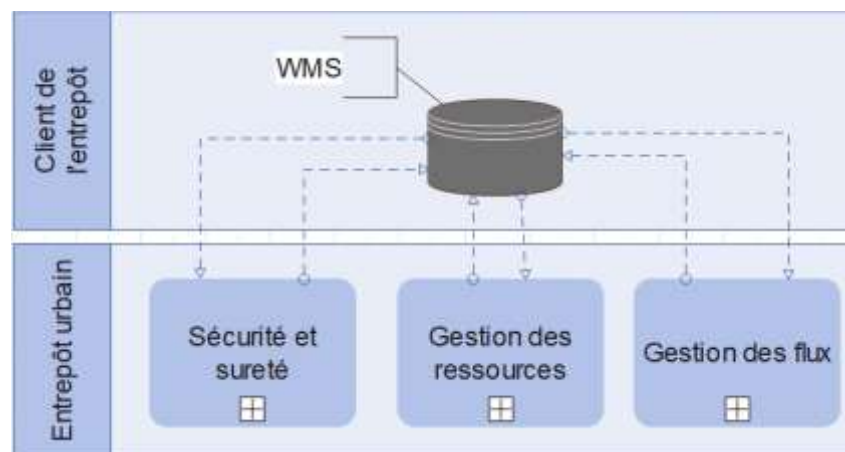 Client de
l'entrepôt
WMS
Entrepôt urbain
Sécurité et
sureté
Gestion des
ressources
Gestion des flux